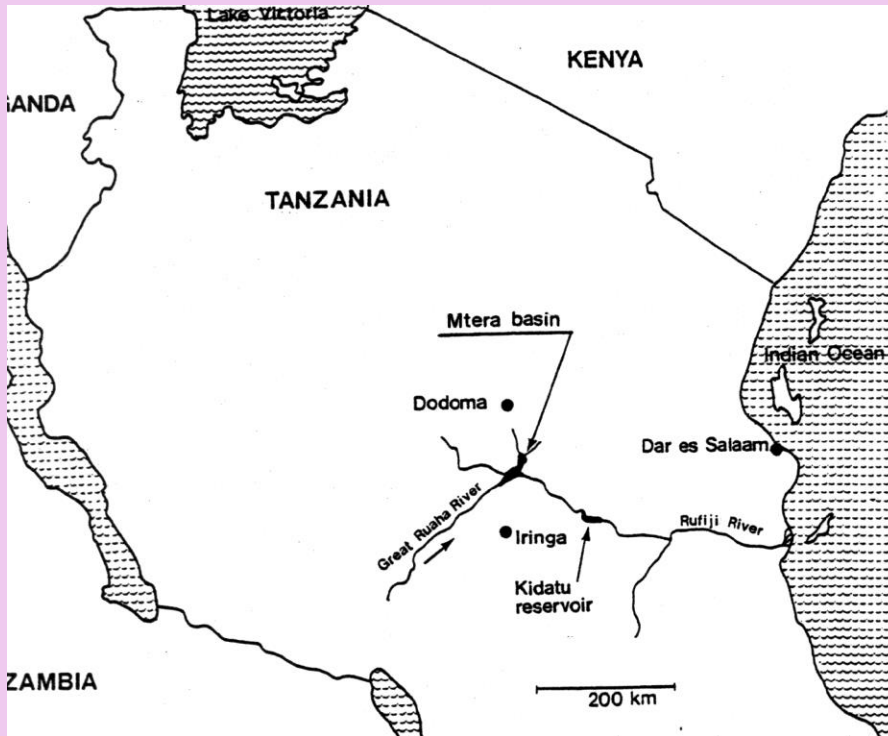 Lake Victoria
KENYA
GANDA
TANZANIA
Mtera basin
Indian Ocean
Dodoma
Dar es Salaam
Great Ruaha River
Rufiji River
Iringa
Kidatu
reservoir
ZAMBIA
200 km